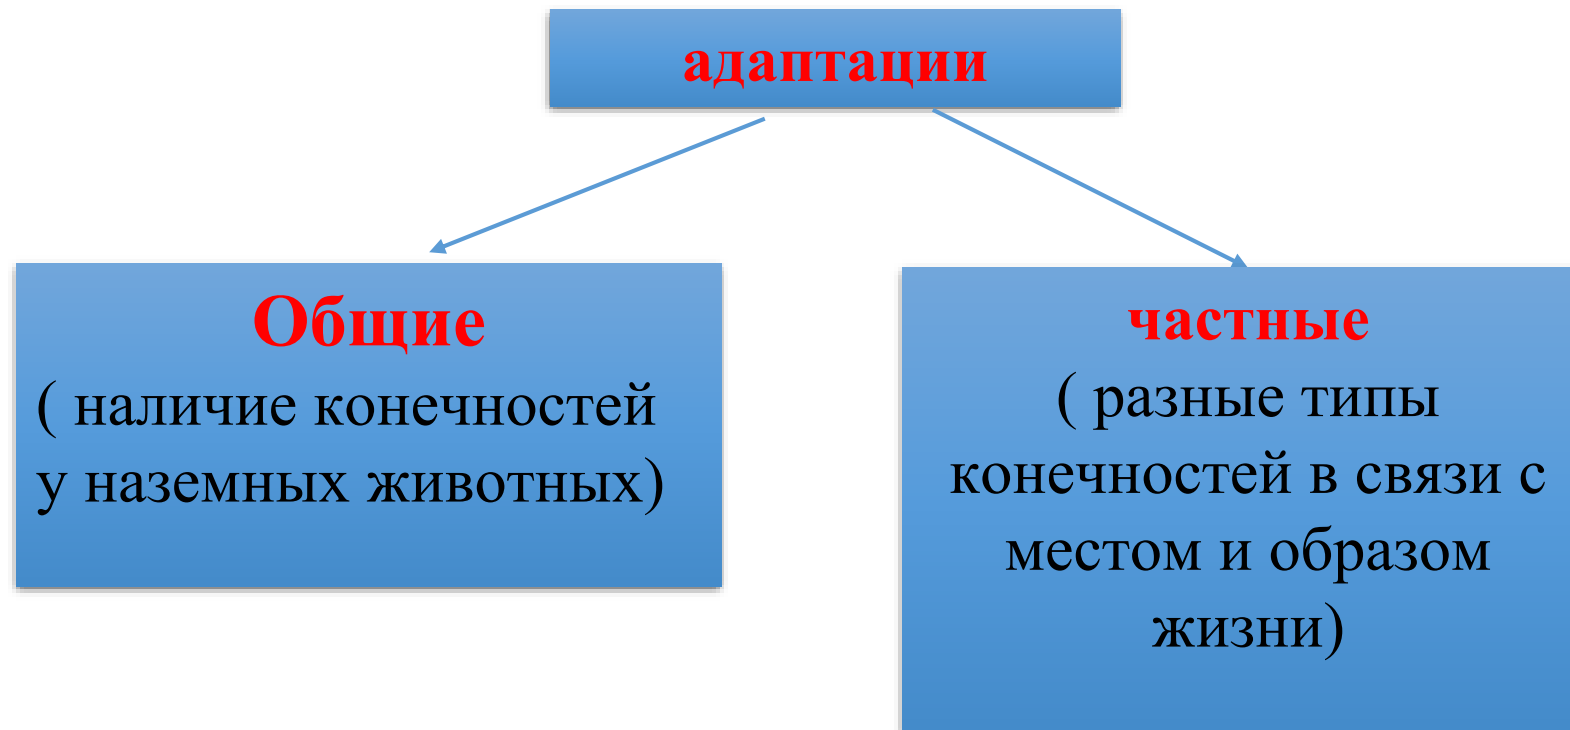 адаптации
Общие
( наличие конечностей
у наземных животных)
частные
( разные типы
конечностей в связи с
местом и образом
жизни)